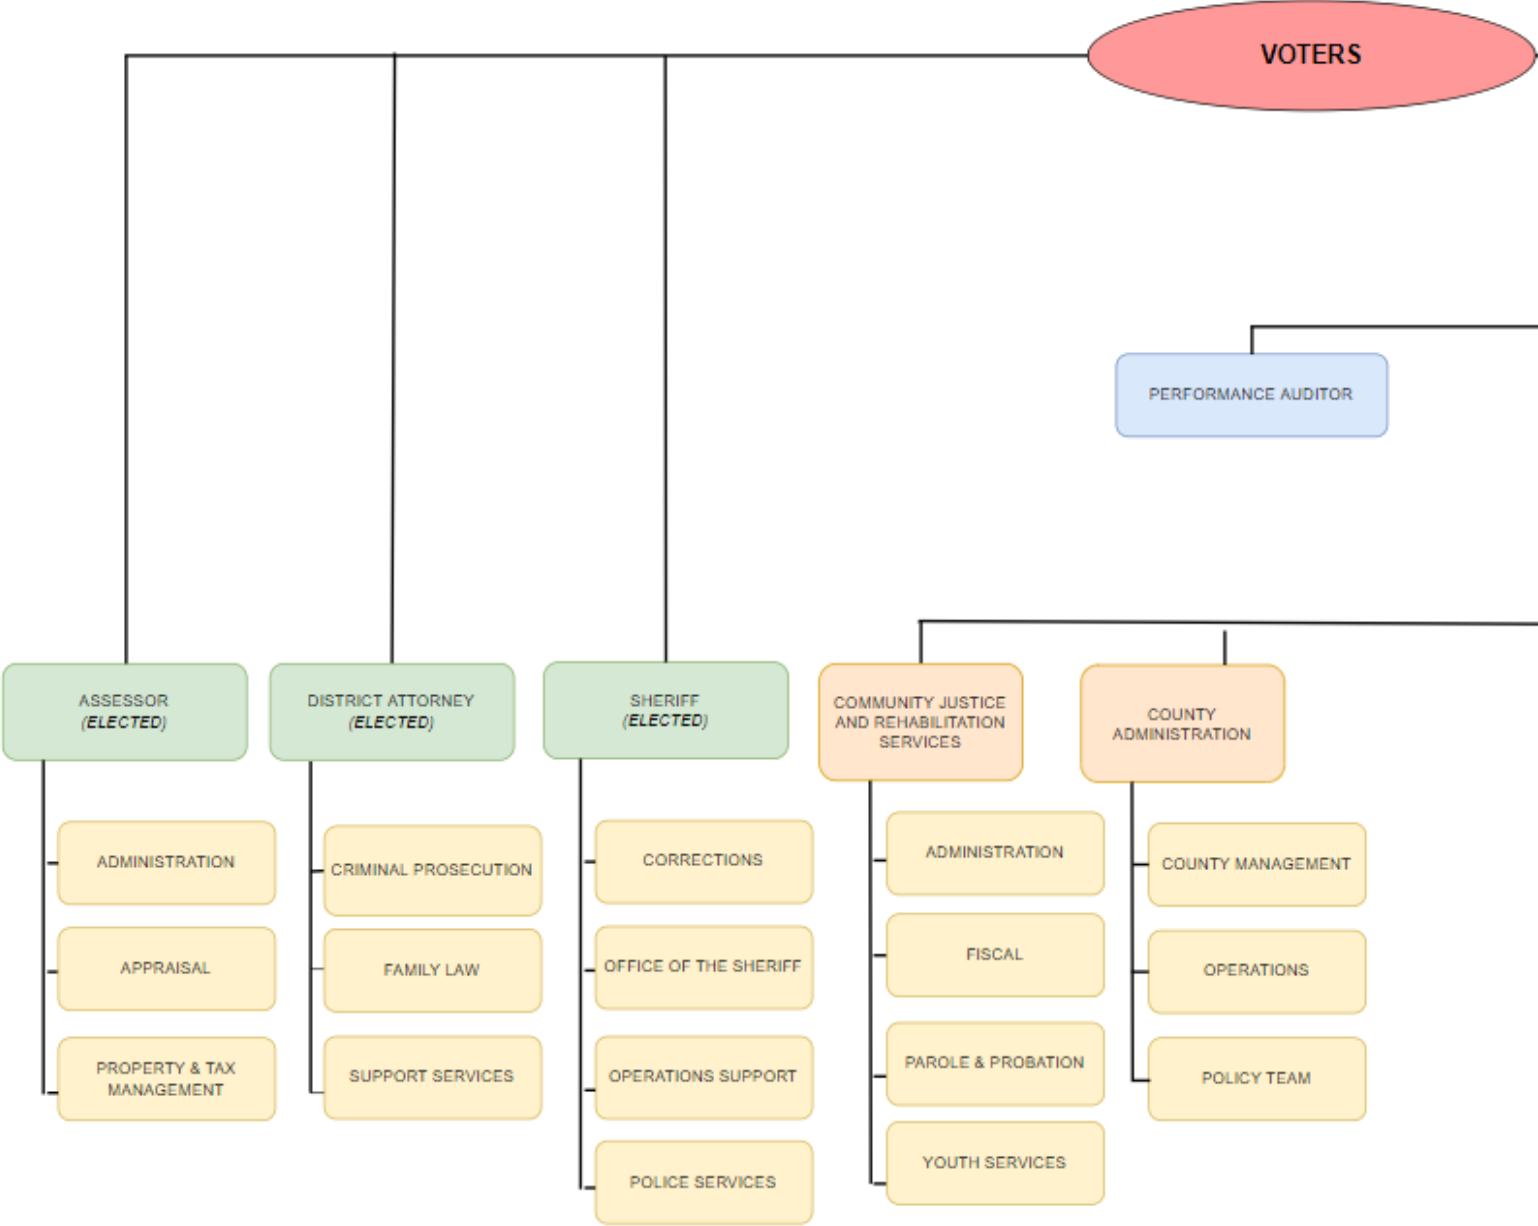 VOTERS
PERFORMANCE AUDITOR
ASSESSOR
(ELECTED)
DISTRICT ATTORNEY
(ELECTED)
SHERIFF
(ELECTED)
COMMUNITY JUSTICE
AND REHABILITATION
SERVICES
COUNTY
ADMINISTRATION
ADMINISTRATION
APPRAISAL
PROPERTY & TAX
MANAGEMENT
CRIMINAL PROSECUTION
FAMILY LAW
SUPPORT SERVICES
CORRECTIONS
OFFICE OF THE SHERIFF
OPERATIONS SUPPORT
POLICE SERVICES
ADMINISTRATION
FISCAL
PAROLE & PROBATION
YOUTH SERVICES
COUNTY MANAGEMENT
OPERATIONS
POLICY TEAM